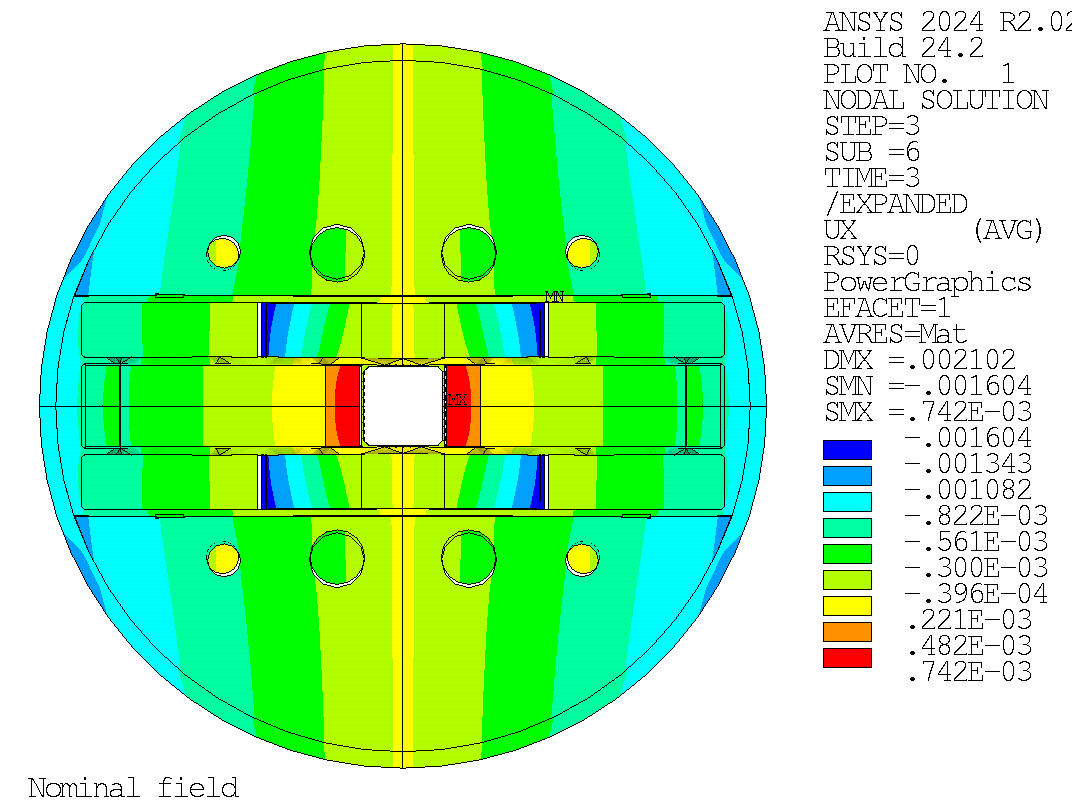 ANSYS 2024 R2.02
Build 24.2
PLOT NO. 1
NODAL SOLUTION
STEP=3
SUB =6
TIME=3
/EXPANDED
UX (AVG)
RSYS=0
PowerGraphics
EFACET=1
AVRES=Mat
DMX =.002102
SMN =-.001604
SMX =.742E-03
-.001604
-.001343
-.001082
-.822E-03
-.561E-03
-.300E-03
-.396E-04
.221E-03
.482E-03
.742E-03
MN
MX
Nominal field